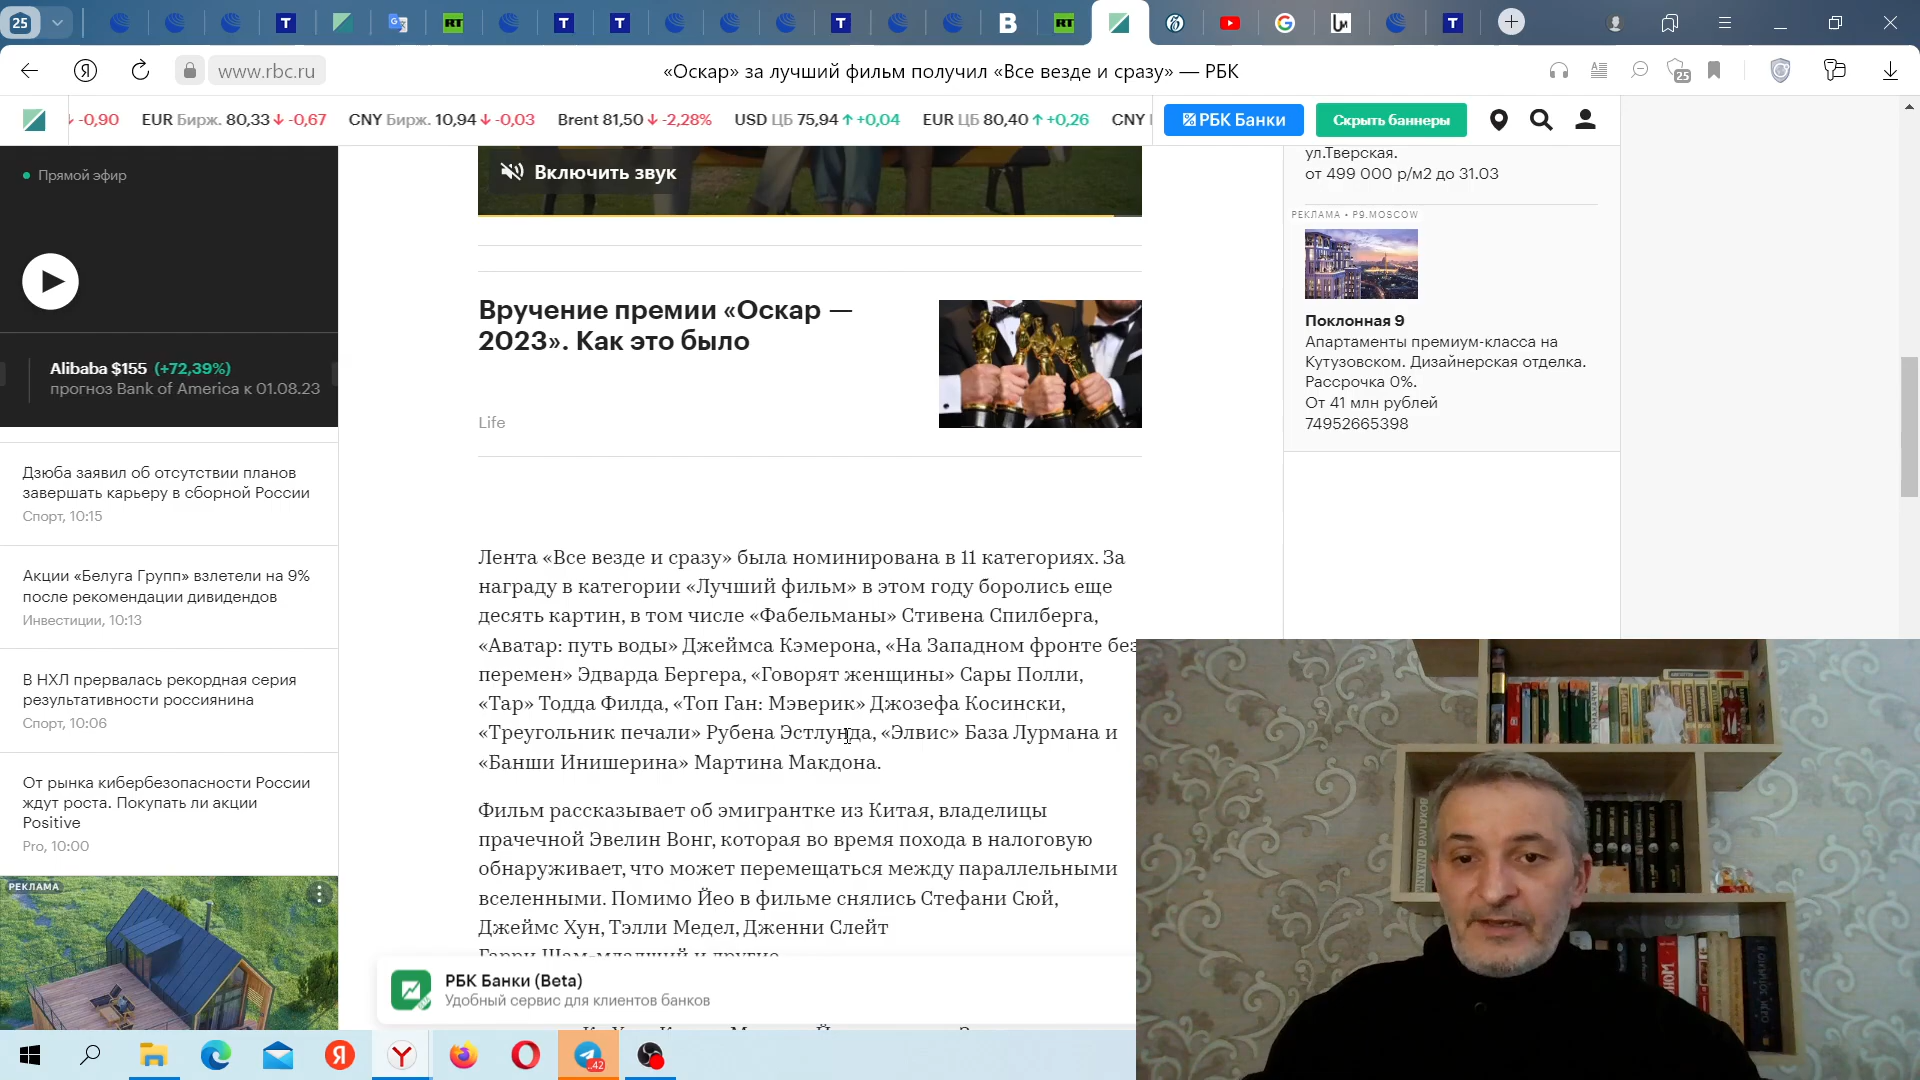 25
www.rbc.ru
«Оскар» за лучший фильм получил «Все везде и сразу» — РБК
25
-0,90 EUR Бирж. 80,33 -0,67 CNY Бирж. 10,94 -0,03 Brent 81,50 -2,28% USD ЦБ 75,94 +0,04 EUR ЦБ 80,40 +0,26 CNY
РБК Банки
Скрыть баннеры
Прямой эфир
Alibaba $155 (+72,39%)
прогноз Bank of America к 01.08.23
Дзюба заявил об отсутствии планов
завершать карьеру в сборной России
Спорт, 10:15
Акции «Белуга Групп» взлетели на 9%
после рекомендации дивидендов
Инвестиции, 10:13
В НХЛ прервалась рекордная серия
результативности россиянина
Спорт, 10:06
От рынка кибербезопасности России
ждут роста. Покупать ли акции
Positive
Pro, 10:00
РЕКЛАМА
Включить звук
Вручение премии «Оскар —
2023». Как это было
Life
Лента «Все везде и сразу» была номинирована в 11 категориях. За
награду в категории «Лучший фильм» в этом году боролись еще
десять картин, в том числе «Фабельманы» Стивена Спилберга,
«Аватар: путь воды» Джеймса Кэмерона, «На Западном фронте без
перемен» Эдварда Бергера, «Говорят женщины» Сары Полли,
«Тар» Тодда Филда, «Топ Ган: Мэверик» Джозефа Косински,
«Треугольник печали» Рубена Эстлунда, «Элвис» База Лурмана и
«Банши Инишерина» Мартина Макдона.
Фильм рассказывает об эмигрантке из Китая, владелицы
прачечной Эвелин Вонг, которая во время похода в налоговую
обнаруживает, что может перемещаться между параллельными
вселенными. Помимо Йео в фильме снялись Стефани Сюй,
Джеймс Хун, Тэлли Медел, Дженни Слейт
Гарри Шам-младший и другие
РБК Банки (Beta)
Удобный сервис для клиентов банков
ул.Тверская.
от 499 000 р/м2 до 31.03
РЕКЛАМА • P9.MOSCOW
Поклонная 9
Апартаменты премиум-класса на
Кутузовском. Дизайнерская отделка.
Рассрочка 0%.
От 41 млн рублей
74952665398